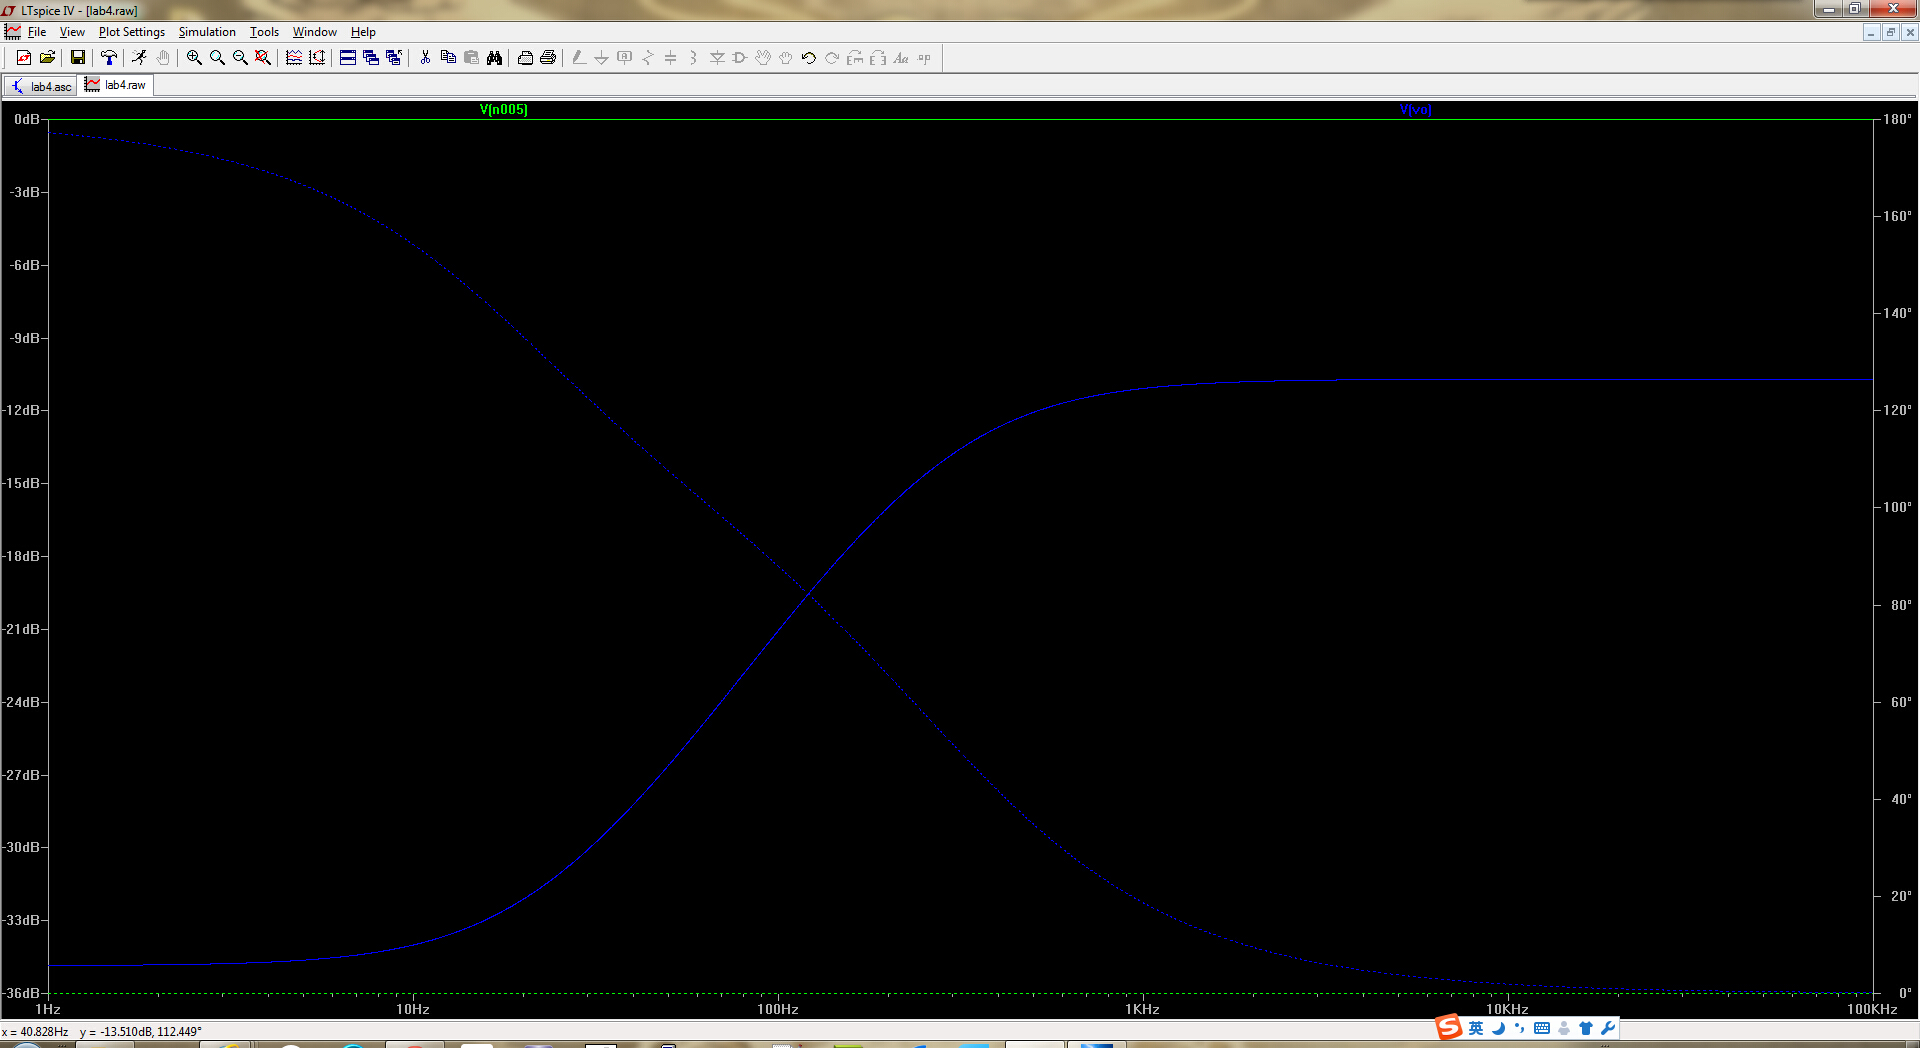 LTspice IV - [lab4.raw]
File View Plot Settings Simulation Tools Window Help
lab4.asc lab4.raw
V(n005) V(vn)
0dB 180°
-3dB
160°
-6dB
-9dB 140°
-12dB 120°
-15dB
100°
-18dB
80°
-21dB
-24dB 60°
-27dB
40°
-30dB
20°
-33dB
-36dB 0°
1Hz 10Hz 100Hz 1KHz 10KHz 100KHz
x = 40.828Hz y = -13.510dB, 112.449°
英